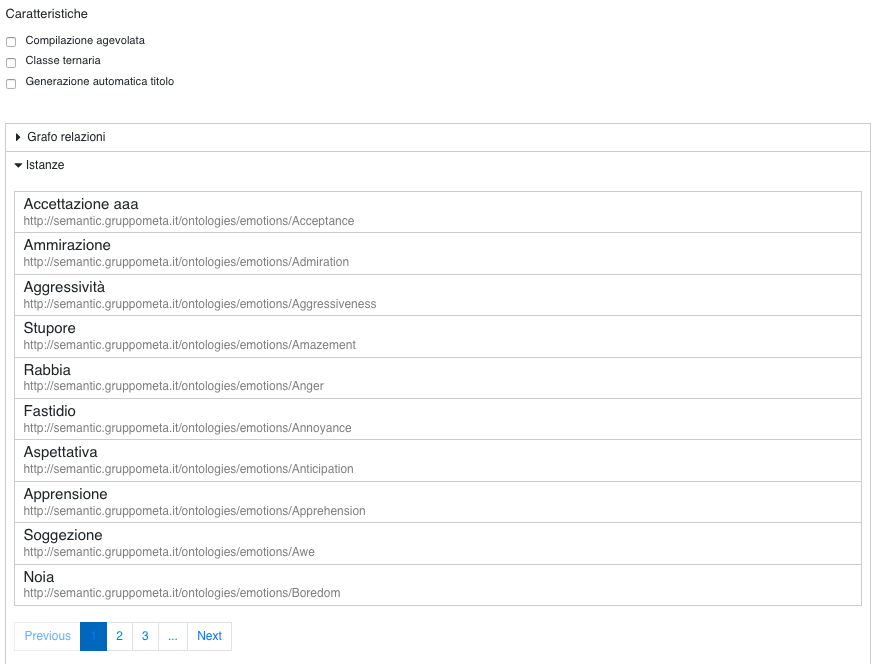 Caratteristiche
Compilazione agevolata
Classe ternaria
Generazione automatica titolo
Grafo relazioni
Istanze
Accettazione aaa
http://semantic.gruppometa.it/ontologies/emotions/Acceptance
Ammirazione
http://semantic.gruppometa.it/ontologies/emotions/Admiration
Aggressività
http://semantic.gruppometa.it/ontologies/emotions/Aggressiveness
Stupore
http://semantic.gruppometa.it/ontologies/emotions/Amazement
Rabbia
http://semantic.gruppometa.it/ontologies/emotions/Anger
Fastidio
http://semantic.gruppometa.it/ontologies/emotions/Annoyance
Aspettativa
http://semantic.gruppometa.it/ontologies/emotions/Anticipation
Apprensione
http://semantic.gruppometa.it/ontologies/emotions/Apprehension
Soggezione
http://semantic.gruppometa.it/ontologies/emotions/Awe
Noia
http://semantic.gruppometa.it/ontologies/emotions/Boredom
Previous 1 2 3 ... Next